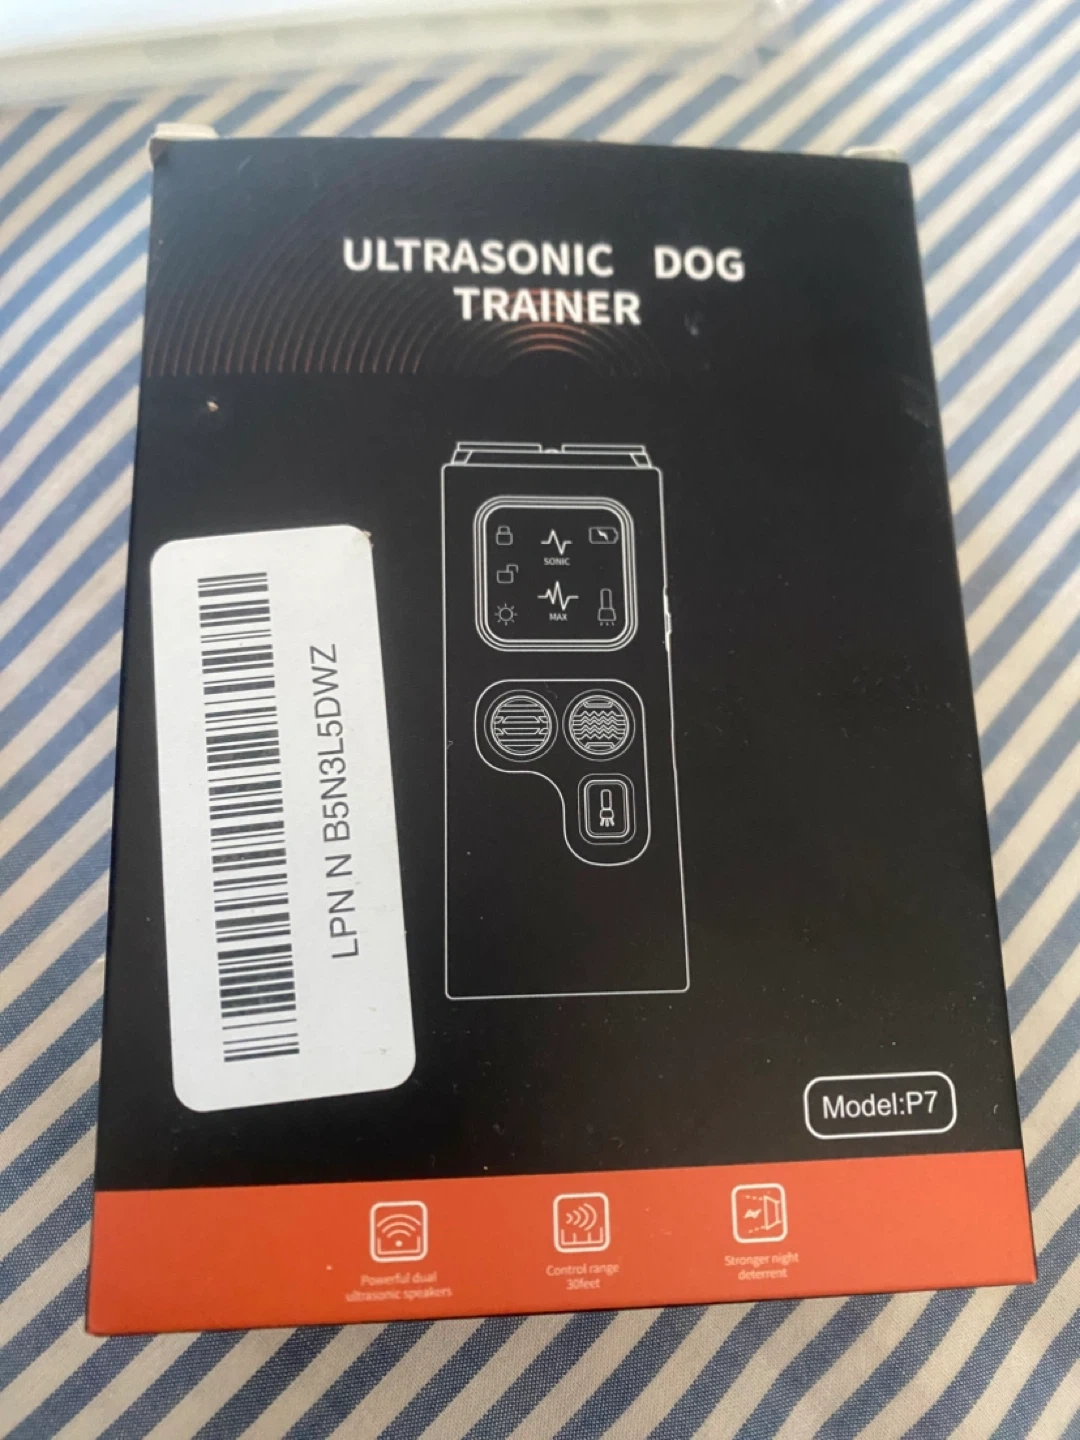 ULTRASONIC DOG
TRAINER
SONIC
MAX
LPN N B5N3L5DWZ
Model:P7
Powerful dual
ultrasonic speakers
Control range
30feet
Stronger night
deterrent